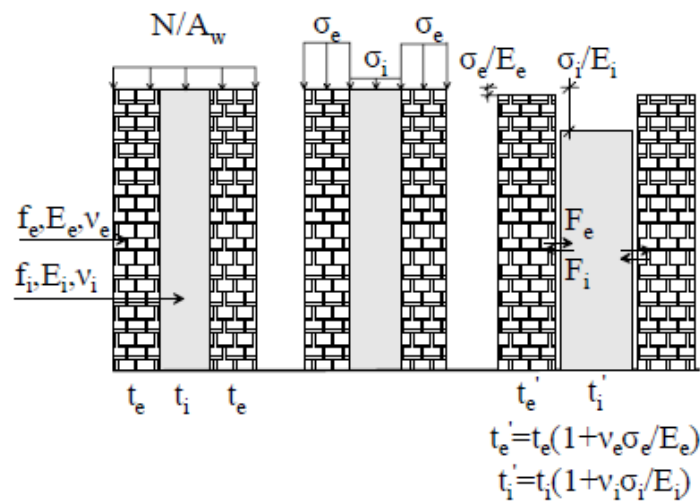 N/A_w
σ_e σ_e
σ_i
σ_e/E_e σ_i/E_i
f_e,E_e,ν_e
f_i,E_i,ν_i
F_e
F_i
t_e t_i t_e
t_e' t_i'
t_e'=t_e(1+ν_eσ_e/E_e)
t_i'=t_i(1+ν_iσ_i/E_i)